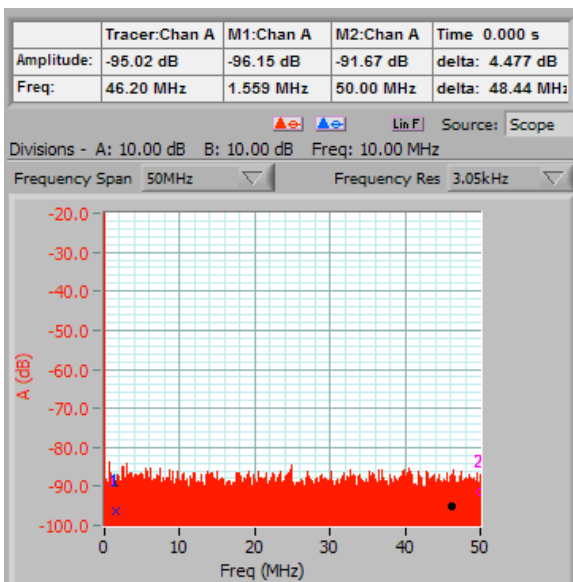 Tracer:Chan A M1:Chan A M2:Chan A Time 0.000 s
Amplitude: -95.02 dB -96.15 dB -91.67 dB delta: 4.477 dB
Freq: 46.20 MHz 1.559 MHz 50.00 MHz delta: 48.44 MHz
Lin F Source: Scope
Divisions - A: 10.00 dB B: 10.00 dB Freq: 10.00 MHz
Frequency Span 50MHz Frequency Res 3.05kHz
A (dB)
-20.0
-30.0
-40.0
-50.0
-60.0
-70.0
-80.0
-90.0
-100.0
1
2
0 10 20 30 40 50
Freq (MHz)